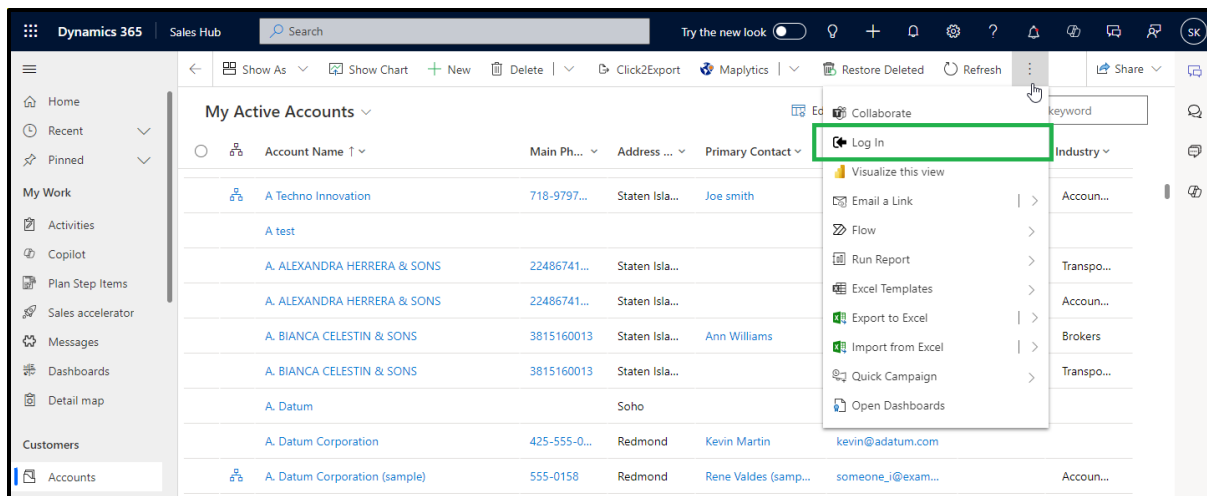 Dynamics 365 Sales Hub Search Try the new look SK
Show As Show Chart New Delete Click2Export Maplytics Restore Deleted Refresh Share
Home
Recent
Pinned
My Work
Activities
Copilot
Plan Step Items
Sales accelerator
Messages
Dashboards
Detail map
Customers
Accounts
My Active Accounts Ed keyword
Account Name ↑ Main Ph... Address ... Primary Contact Industry
A Techno Innovation 718-9797... Staten Isla... Joe smith Accoun...
A test
A. ALEXANDRA HERRERA & SONS 22486741... Staten Isla... Transpo...
A. ALEXANDRA HERRERA & SONS 22486741... Staten Isla... Accoun...
A. BIANCA CELESTIN & SONS 3815160013 Staten Isla... Ann Williams Brokers
A. BIANCA CELESTIN & SONS 3815160013 Staten Isla... Transpo...
A. Datum Soho
A. Datum Corporation 425-555-0... Redmond Kevin Martin kevin@adatum.com
A. Datum Corporation (sample) 555-0158 Redmond Rene Valdes (samp... someone_i@exam... Accoun...
Collaborate
Log In
Visualize this view
Email a Link
Flow
Run Report
Excel Templates
Export to Excel
Import from Excel
Quick Campaign
Open Dashboards